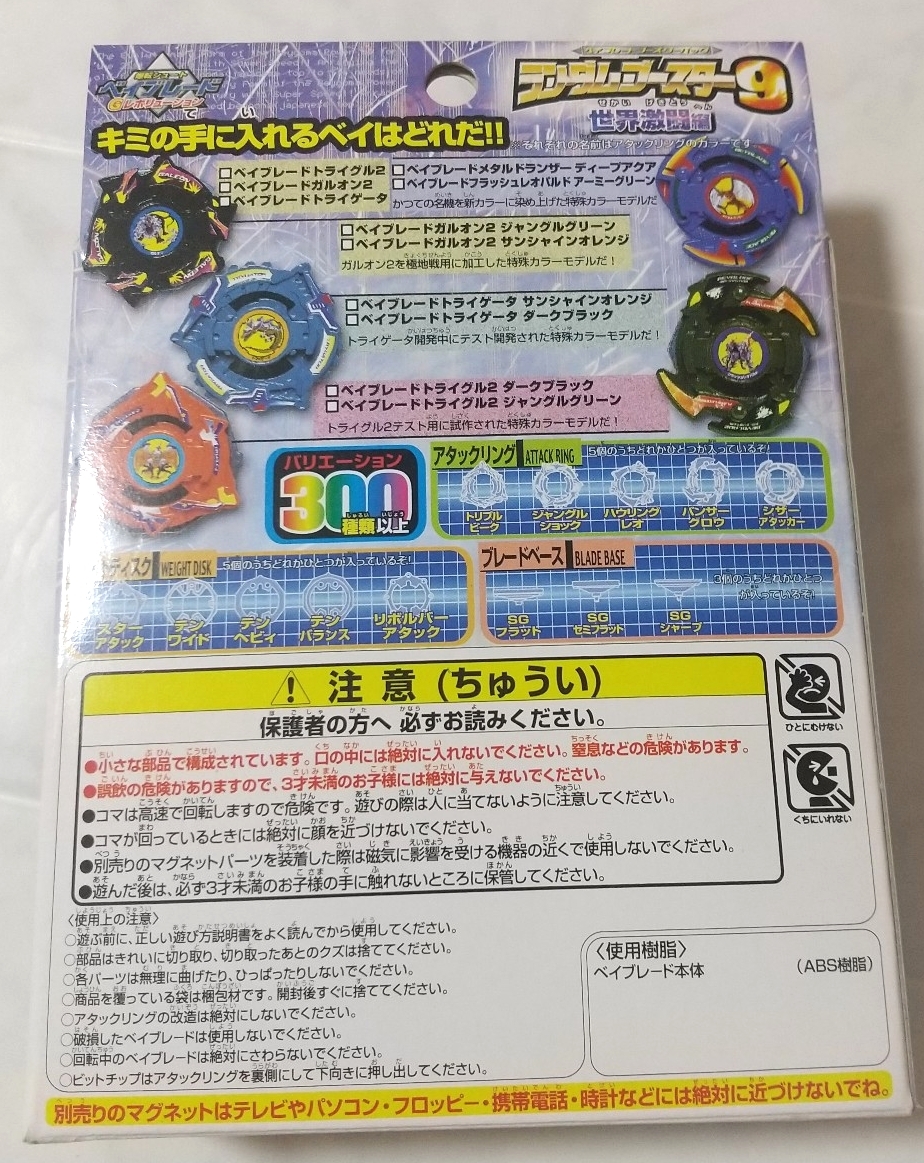 爆転シュート
ベイブレード
レボリューション
ベイブレードブースターパック
ランダムブースター9
せかい げきとう へん
世界激闘編
キミの手に入れるベイはどれだ!!
※それぞれの名前はアタックリングのカラーです
□ベイブレードトライグル2
□ベイブレードガルオン2
□ベイブレードトライゲータ
□ベイブレードメタルドランザー ディープアクア
□ベイブレードフラッシュレオパルド アーミーグリーン
かつての名機を新カラーに染め上げた特殊カラーモデルだ
□ベイブレードガルオン2 ジャングルグリーン
□ベイブレードガルオン2 サンシャインオレンジ
ガルオン2を極地戦用に加工した特殊カラーモデルだ!
□ベイブレードトライゲータ サンシャインオレンジ
□ベイブレードトライゲータ ダークブラック
トライゲータ開発中にテスト開発された特殊カラーモデルだ!
□ベイブレードトライグル2 ダークブラック
□ベイブレードトライグル2 ジャングルグリーン
トライグル2テスト用に試作された特殊カラーモデルだ!
バリエーション
300
種類以上
アタックリング ATTACK RING 5個のうちどれかひとつが入っているぞ!
トリプルビーク
ジャングルショック
ハウリングレオ
パンサークロウ
シザーアタッカー
トディスク WEIGHT DISK 5個のうちどれかひとつが入っているぞ!
スターアタック
テンワイド
テンヘビィ
テンバランス
リボルバーアタック
ブレードベース BLADE BASE
3個のうちどれかひとつが入っているぞ!
SGフラット
SGセミフラット
SGシャープ
注意(ちゅうい)
保護者の方へ 必ずお読みください。
●小さな部品で構成されています。口の中には絶対に入れないでください。窒息などの危険があります。
●誤飲の危険がありますので、3才未満のお子様には絶対に与えないでください。
●コマは高速で回転しますので危険です。遊びの際は人に当てないように注意してください。
●コマが回っているときには絶対に顔を近づけないでください。
●別売りのマグネットパーツを装着した際は磁気に影響を受ける機器の近くで使用しないでください。
●遊んだ後は、必ず3才未満のお子様の手に触れないところに保管してください。
ひとにむけない
くちにいれない
〈使用上の注意〉
○遊ぶ前に、正しい遊び方説明書をよく読んでから使用してください。
○部品はきれいに切り取り、切り取ったあとのクズは捨ててください。
○各パーツは無理に曲げたり、ひっぱったりしないでください。
○商品を覆っている袋は梱包材です。開封後すぐに捨ててください。
○アタックリングの改造は絶対にしないでください。
○破損したベイブレードは使用しないでください。
○回転中のベイブレードは絶対にさわらないでください。
○ビットチップはアタックリングを裏側にして下向きに押し出してください。
〈使用樹脂〉
ベイブレード本体 (ABS樹脂)
別売りのマグネットはテレビやパソコン・フロッピー・携帯電話・時計などには絶対に近づけないでね。